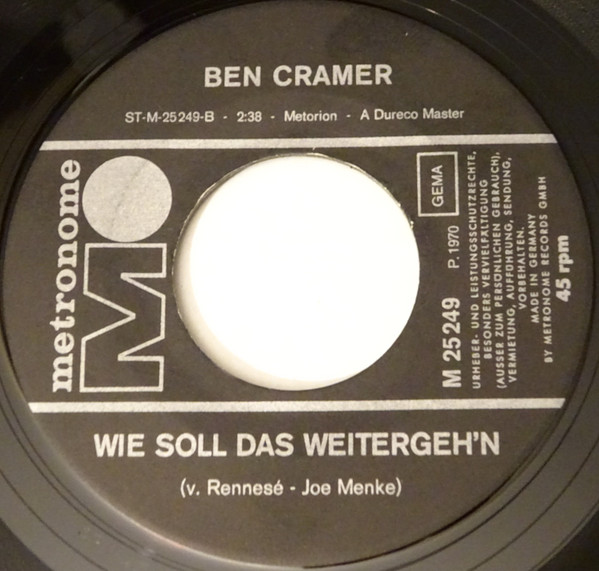 BEN CRAMER
ST-M-25249-B - 2:38 - Metorion - A Dureco Master
metronome
M
GEMA
M 25249 P. 1970
URHEBER- UND LEISTUNGSSCHUTZRECHTE,
BESONDERS VERVIELFÄLTIGUNG
(AUSSER ZUM PERSÖNLICHEN GEBRAUCH),
VERMIETUNG, AUFFÜHRUNG, SENDUNG,
VORBEHALTEN.
MADE IN GERMANY
BY METRONOME RECORDS GMBH
45 rpm
WIE SOLL DAS WEITERGEH'N
(v. Rennesé - Joe Menke)